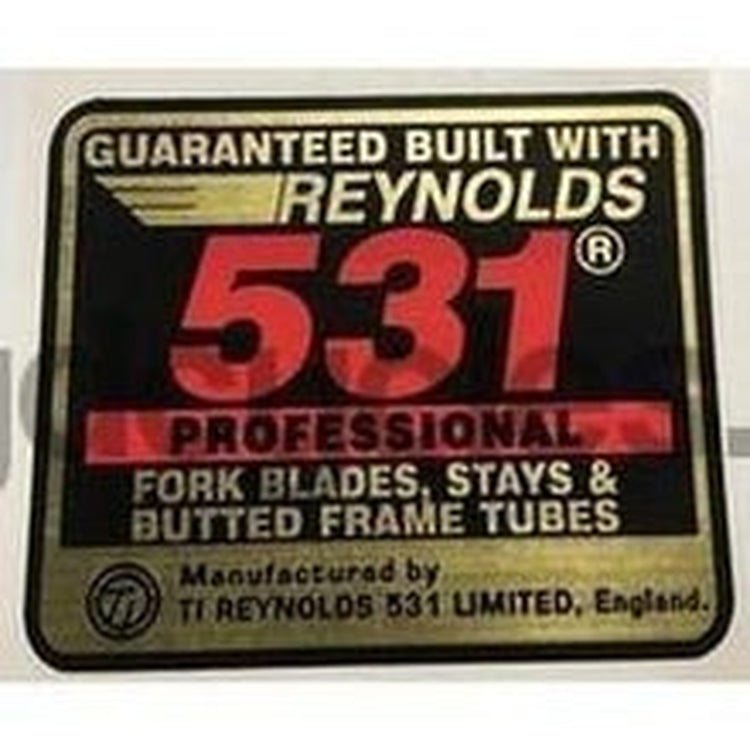 GUARANTEED BUILT WITH
REYNOLDS
531®
PROFESSIONAL
FORK BLADES, STAYS &
BUTTED FRAME TUBES
Manufactured by
TI REYNOLDS 531 LIMITED, England.
TI